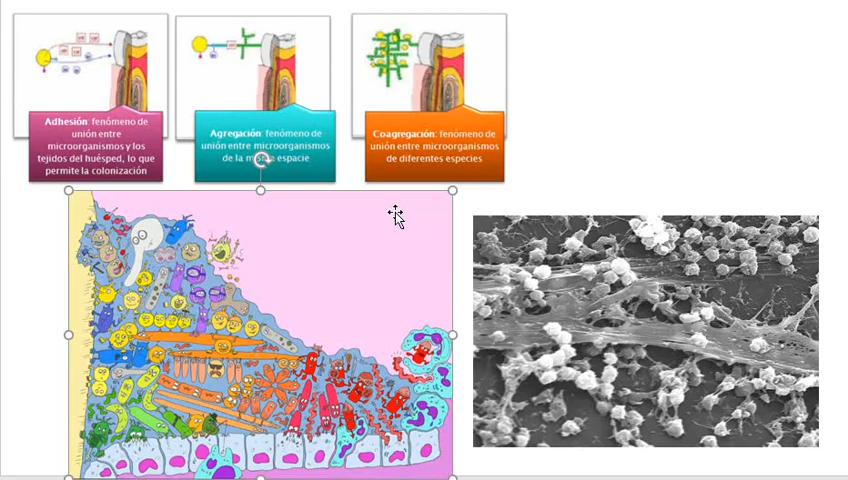 Adhesión: fenómeno de
unión entre
microorganismos y los
tejidos del huésped, lo que
permite la colonización
Agregación: fenómeno de
unión entre microorganismos
de la espacie
Coagregación: fenómeno de
unión entre microorganismos
de diferentes especies